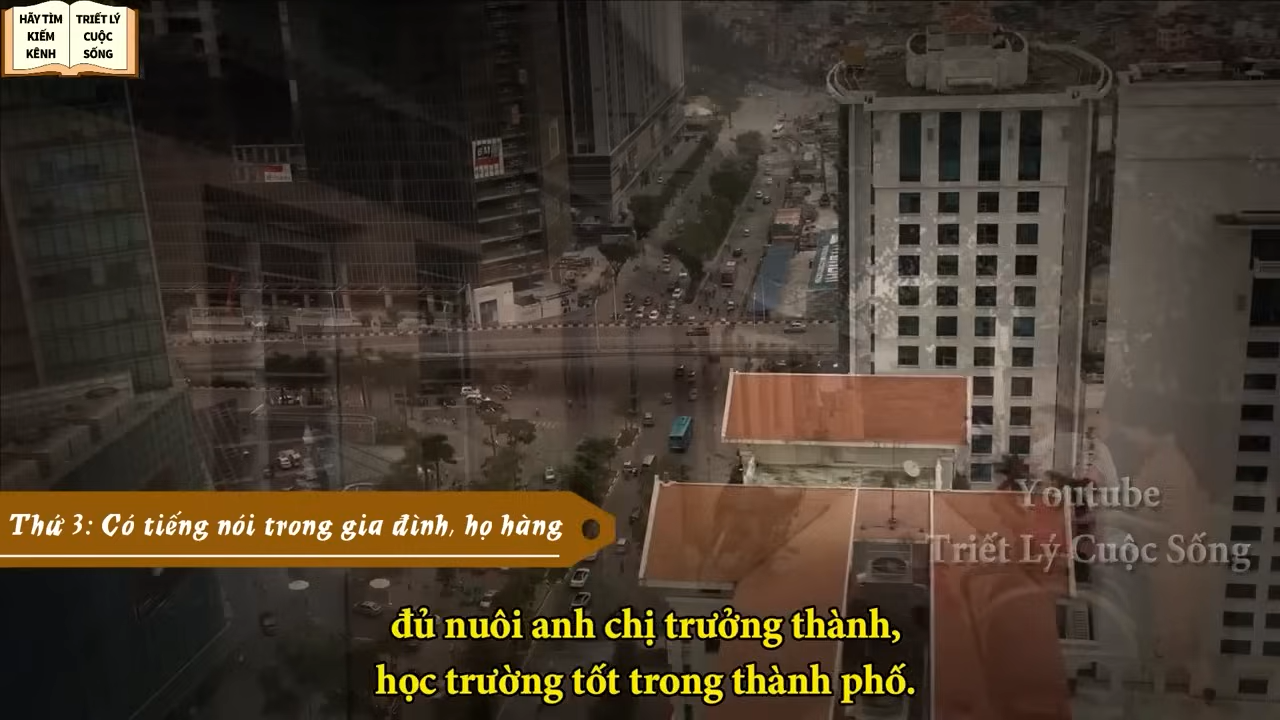 HÃY TÌM
KIẾM
KÊNH
TRIẾT LÝ
CUỘC
SỐNG
Thứ 3: Có tiếng nói trong gia đình, họ hàng
Youtube
Triết Lý Cuộc Sống
đủ nuôi anh chị trưởng thành,
học trường tốt trong thành phố.